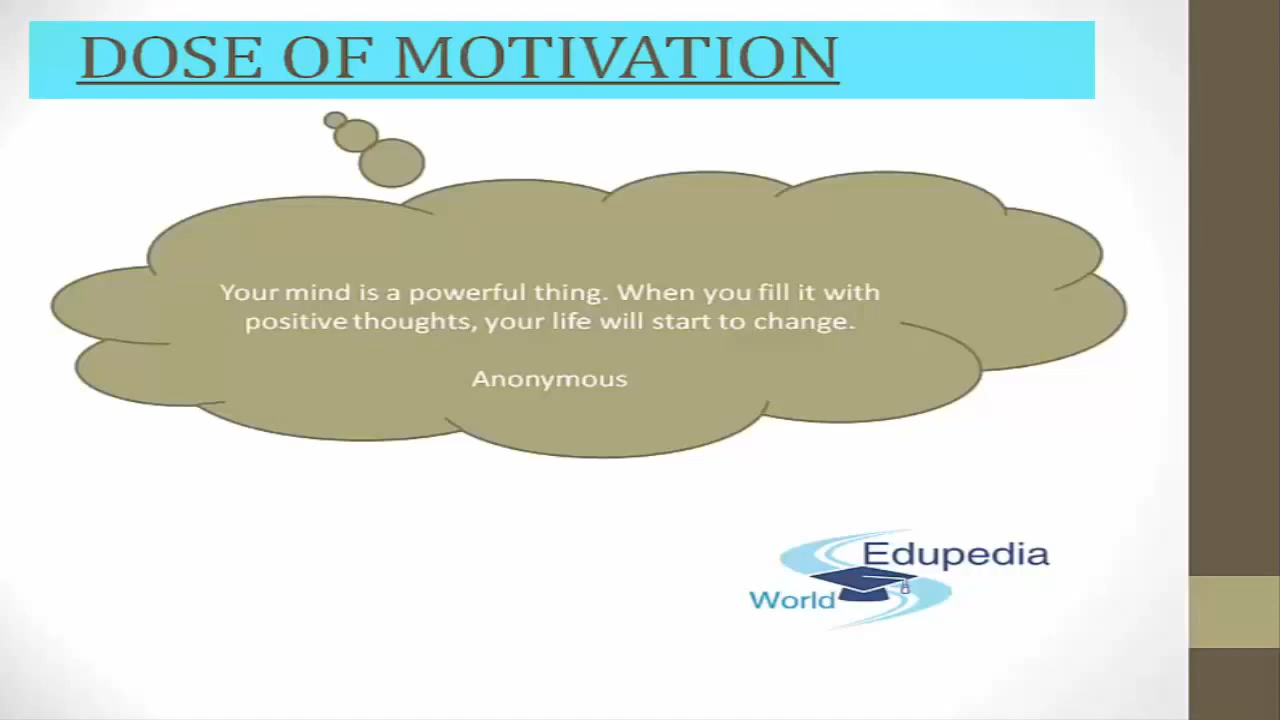 DOSE OF MOTIVATION
Your mind is a powerful thing. When you fill it with
positive thoughts, your life will start to change.
Anonymous
Edupedia
World